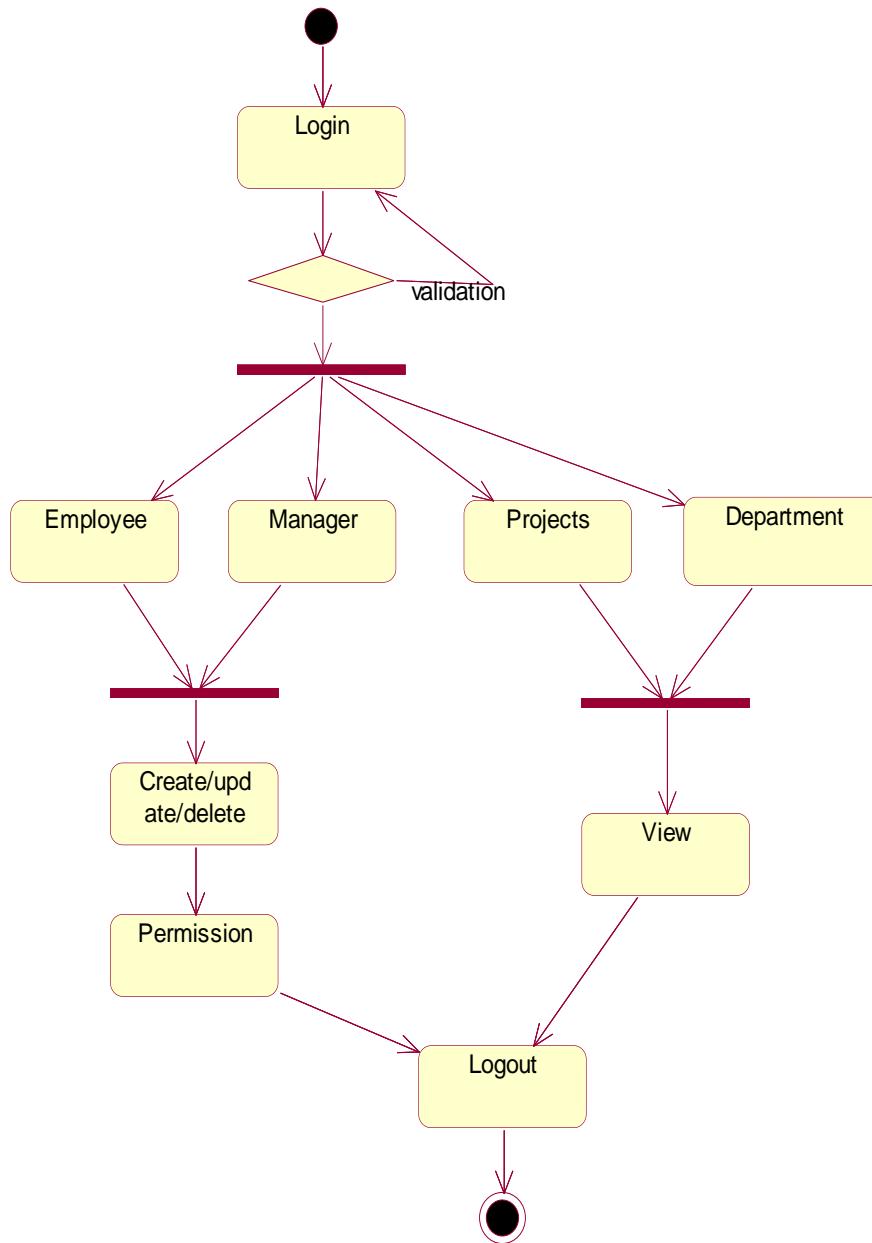 Login
validation
Employee
Manager
Projects
Department
Create/upd
ate/delete
View
Permission
Logout